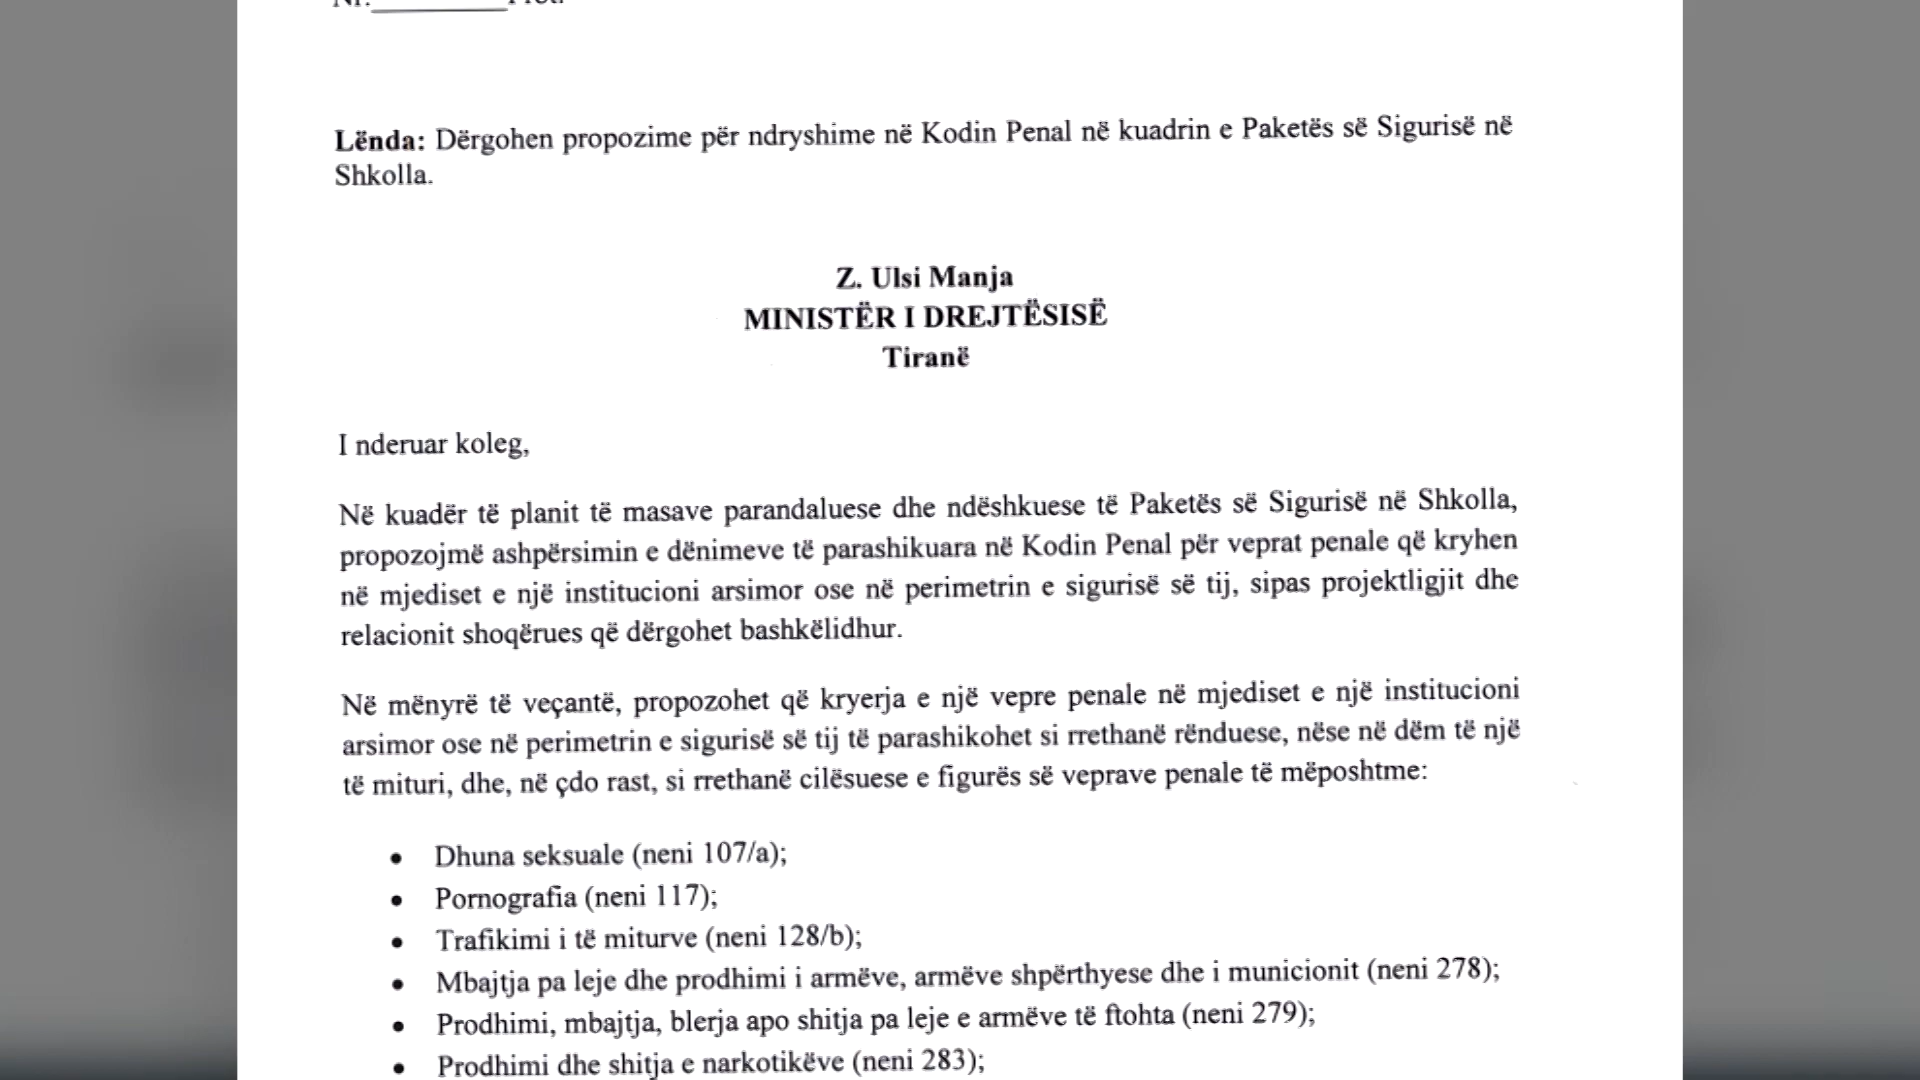 Lënda: Dërgohen propozime për ndryshime në Kodin Penal në kuadrin e Paketës së Sigurisë në
Shkolla.
Z. Ulsi Manja
MINISTËR I DREJTËSISË
Tiranë
I nderuar koleg,
Në kuadër të planit të masave parandaluese dhe ndëshkuese të Paketës së Sigurisë në Shkolla,
propozojmë ashpërsimin e dënimeve të parashikuara në Kodin Penal për veprat penale që kryhen
në mjediset e një institucioni arsimor ose në perimetrin e sigurisë së tij, sipas projektligjit dhe
relacionit shoqërues që dërgohet bashkëlidhur.
Në mënyrë të veçantë, propozohet që kryerja e një vepre penale në mjediset e një institucioni
arsimor ose në perimetrin e sigurisë së tij të parashikohet si rrethanë rënduese, nëse në dëm të një
të mituri, dhe, në çdo rast, si rrethanë cilësuese e figurës së veprave penale të mëposhtme:
• Dhuna seksuale (neni 107/a);
• Pornografia (neni 117);
• Trafikimi i të miturve (neni 128/b);
• Mbajtja pa leje dhe prodhimi i armëve, armëve shpërthyese dhe i municionit (neni 278);
• Prodhimi, mbajtja, blerja apo shitja pa leje e armëve të ftohta (neni 279);
• Prodhimi dhe shitja e narkotikëve (neni 283);